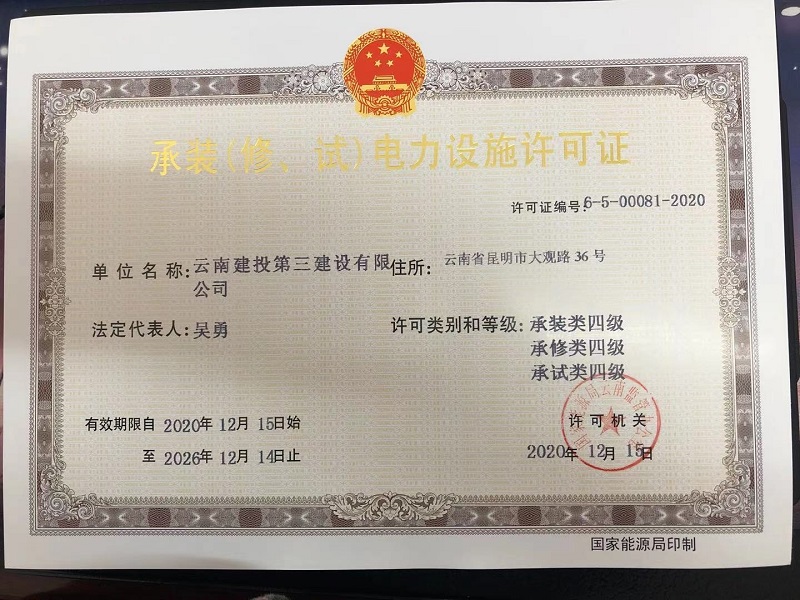 承装(修、试)电力设施许可证
许可证编号:6-5-00081-2020
单位名称:云南建投第三建设有限
公司
住所:云南省昆明市大观路36号
法定代表人:吴勇
许可类别和等级:承装类四级
承修类四级
承试类四级
有效期限自 2020年 12月 15日始
至 2026年 12月 14日止
许可机关
2020年 12月 15日
国家能源局印制